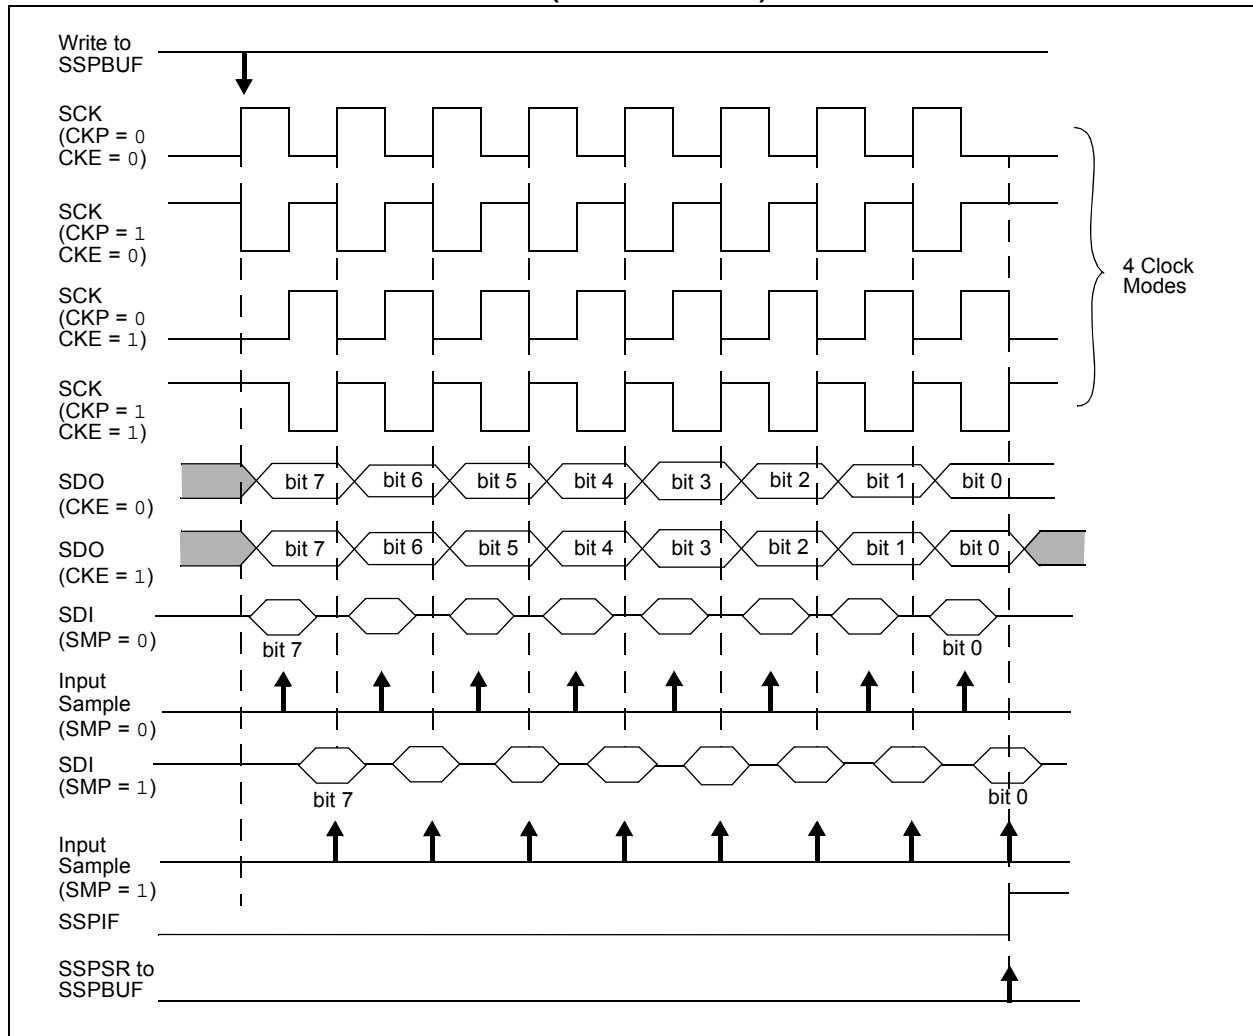 Write to
SSPBUF
SCK
(CKP = 0
CKE = 0)
SCK
(CKP = 1
CKE = 0)
4 Clock
Modes
SCK
(CKP = 0
CKE = 1)
SCK
(CKP = 1
CKE = 1)
SDO
(CKE = 0)
bit 7 bit 6 bit 5 bit 4 bit 3 bit 2 bit 1 bit 0
SDO
(CKE = 1)
bit 7 bit 6 bit 5 bit 4 bit 3 bit 2 bit 1 bit 0
SDI
(SMP = 0)
bit 7 bit 0
Input
Sample
(SMP = 0)
SDI
(SMP = 1)
bit 7 bit 0
Input
Sample
(SMP = 1)
SSPIF
SSPSR to
SSPBUF